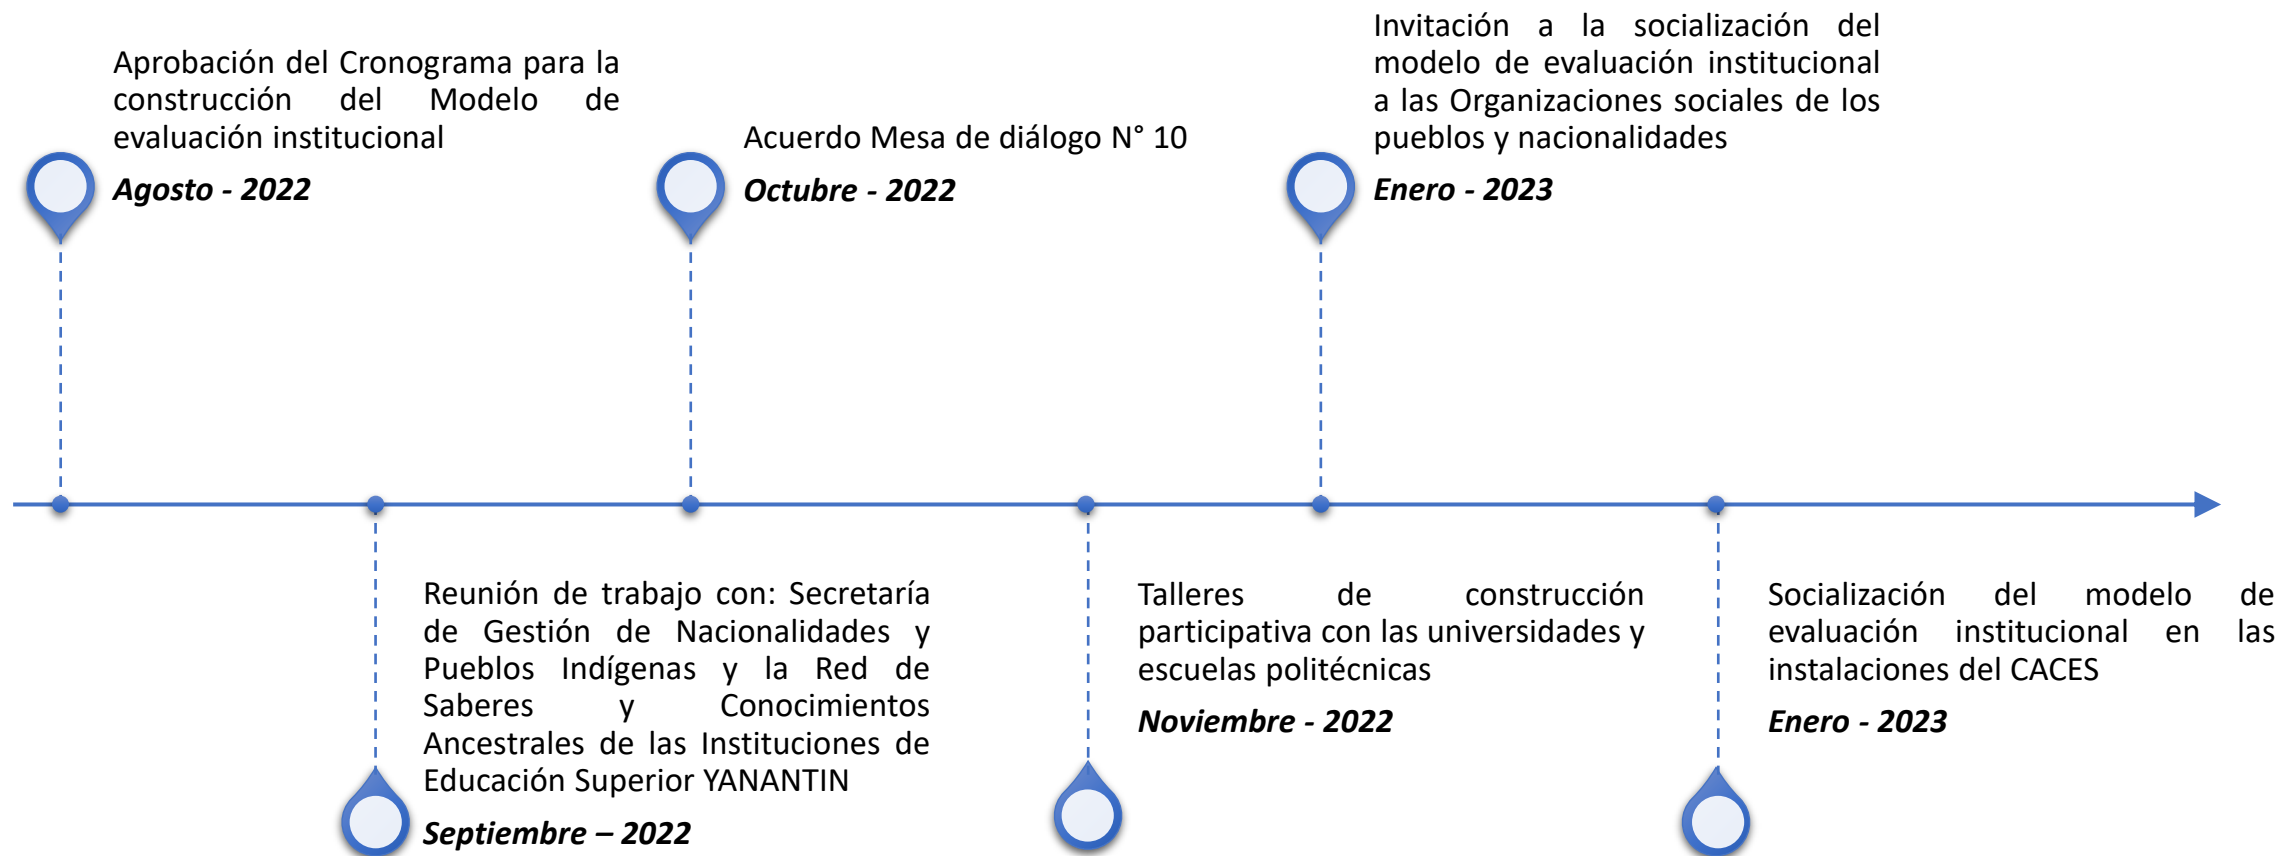 Aprobación del Cronograma para la
construcción del Modelo de
evaluación institucional
Agosto - 2022
Reunión de trabajo con: Secretaría
de Gestión de Nacionalidades y
Pueblos Indígenas y la Red de
Saberes y Conocimientos
Ancestrales de las Instituciones de
Educación Superior YANANTIN
Septiembre – 2022
Acuerdo Mesa de diálogo N° 10
Octubre - 2022
Talleres de construcción
participativa con las universidades y
escuelas politécnicas
Noviembre - 2022
Invitación a la socialización del
modelo de evaluación institucional
a las Organizaciones sociales de los
pueblos y nacionalidades
Enero - 2023
Socialización del modelo de
evaluación institucional en las
instalaciones del CACES
Enero - 2023